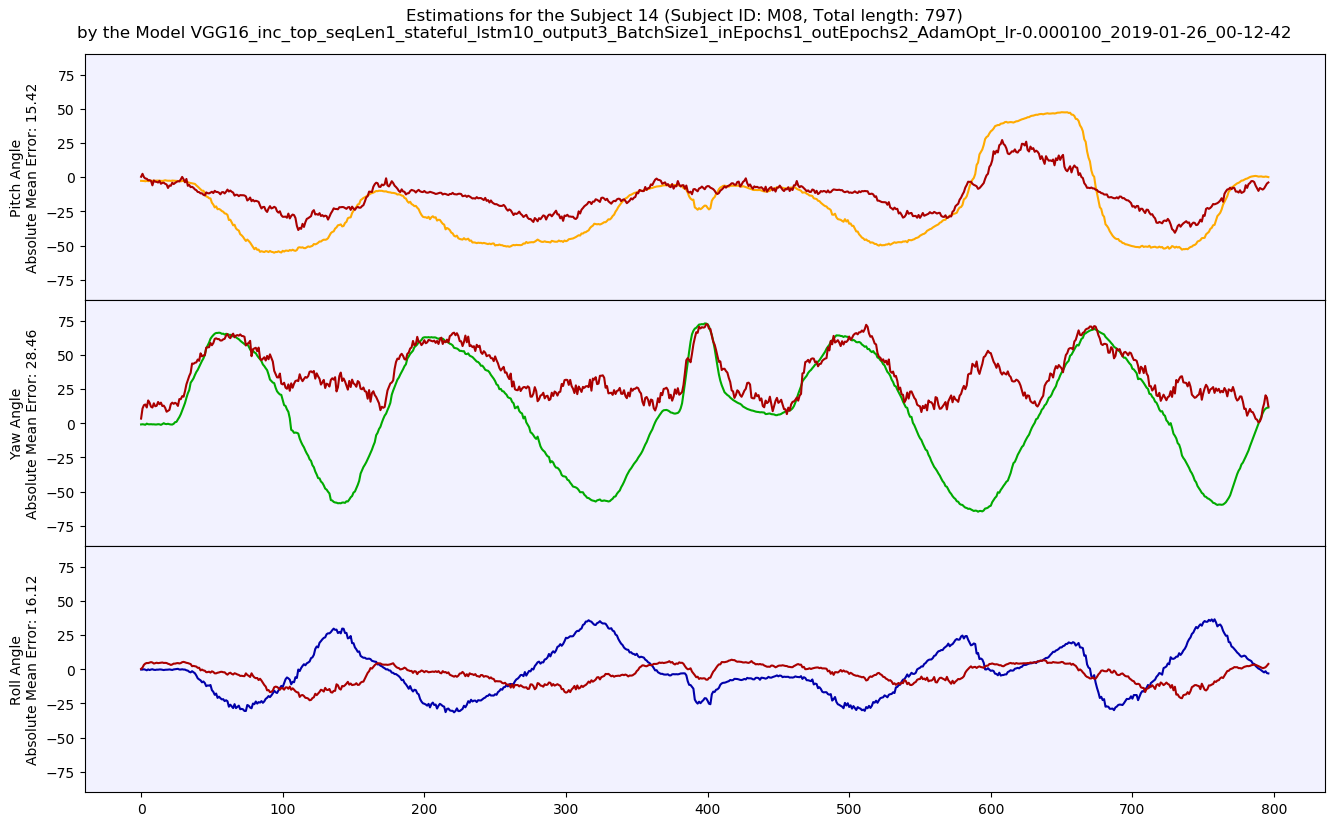 Estimations for the Subject 14 (Subject ID: M08, Total length: 797)
by the Model VGG16_inc_top_seqLen1_stateful_lstm10_output3_BatchSize1_inEpochs1_outEpochs2_AdamOpt_lr-0.000100_2019-01-26_00-12-42
Pitch Angle
Absolute Mean Error: 15.42
75
50
25
0
−25
−50
−75
Yaw Angle
Absolute Mean Error: 28.46
75
50
25
0
−25
−50
−75
Roll Angle
Absolute Mean Error: 16.12
75
50
25
0
−25
−50
−75
0 100 200 300 400 500 600 700 800